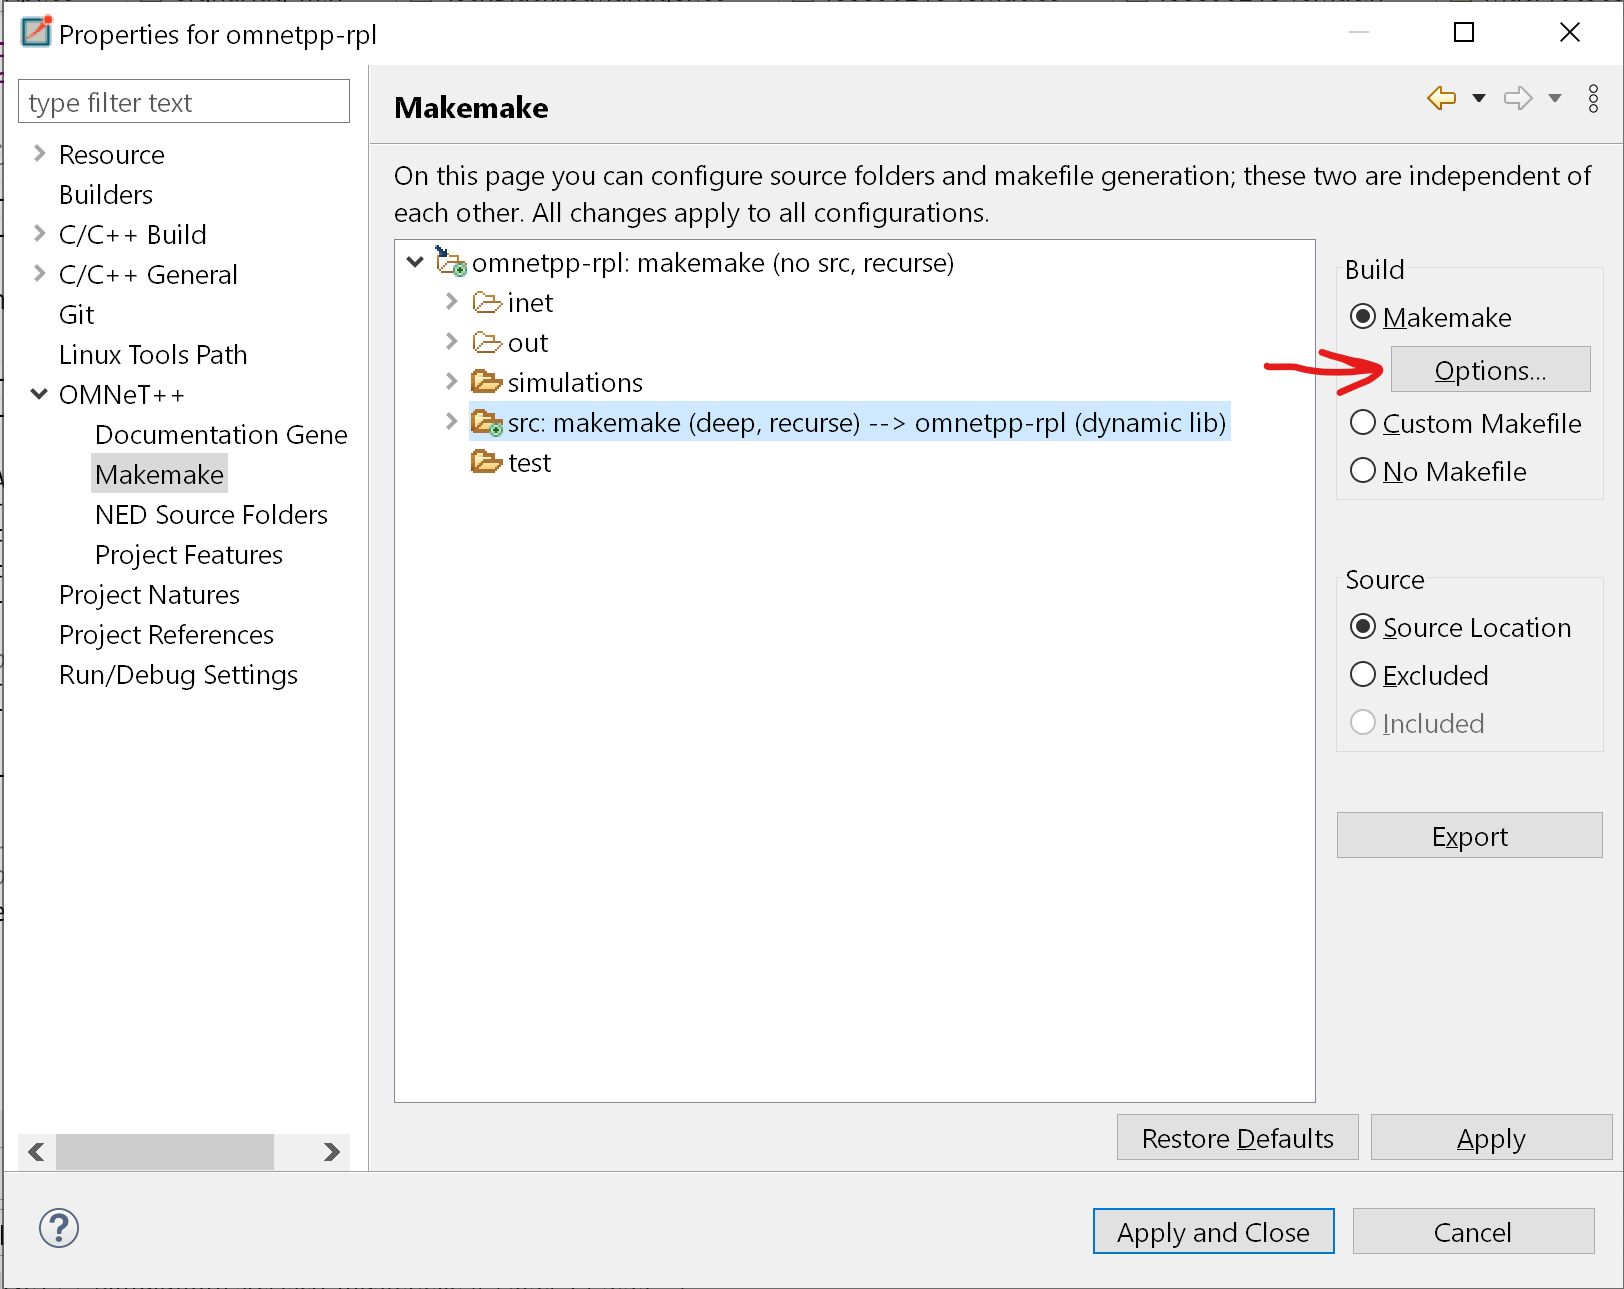 Properties for omnetpp-rpl
type filter text
Resource
Builders
C/C++ Build
C/C++ General
Git
Linux Tools Path
OMNeT++
Documentation Gene
Makemake
NED Source Folders
Project Features
Project Natures
Project References
Run/Debug Settings
Makemake
On this page you can configure source folders and makefile generation; these two are independent of
each other. All changes apply to all configurations.
omnetpp-rpl: makemake (no src, recurse)
inet
out
simulations
src: makemake (deep, recurse) --> omnetpp-rpl (dynamic lib)
test
Build
Makemake
Options...
Custom Makefile
No Makefile
Source
Source Location
Excluded
Included
Export
Restore Defaults
Apply
?
Apply and Close
Cancel